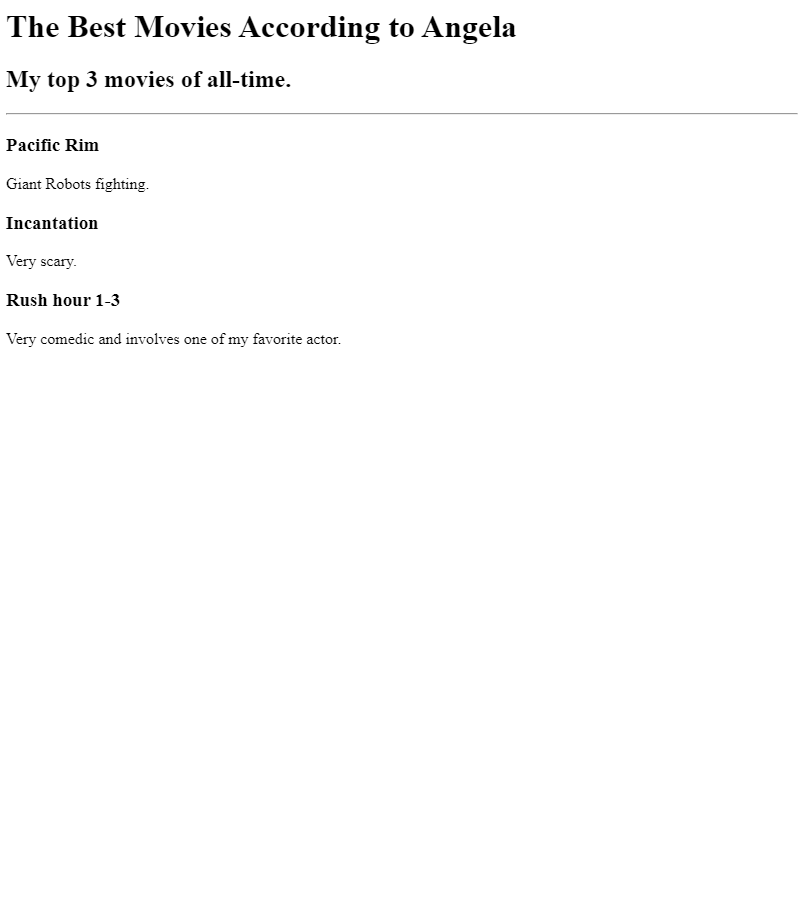 The Best Movies According to Angela
My top 3 movies of all-time.
Pacific Rim
Giant Robots fighting.
Incantation
Very scary.
Rush hour 1-3
Very comedic and involves one of my favorite actor.